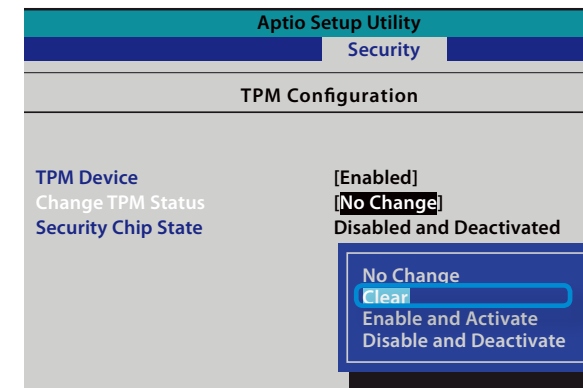 Aptio Setup Utility
Security
TPM Configuration
TPM Device [Enabled]
Change TPM Status [No Change]
Security Chip State Disabled and Deactivated
No Change
Clear
Enable and Activate
Disable and Deactivate